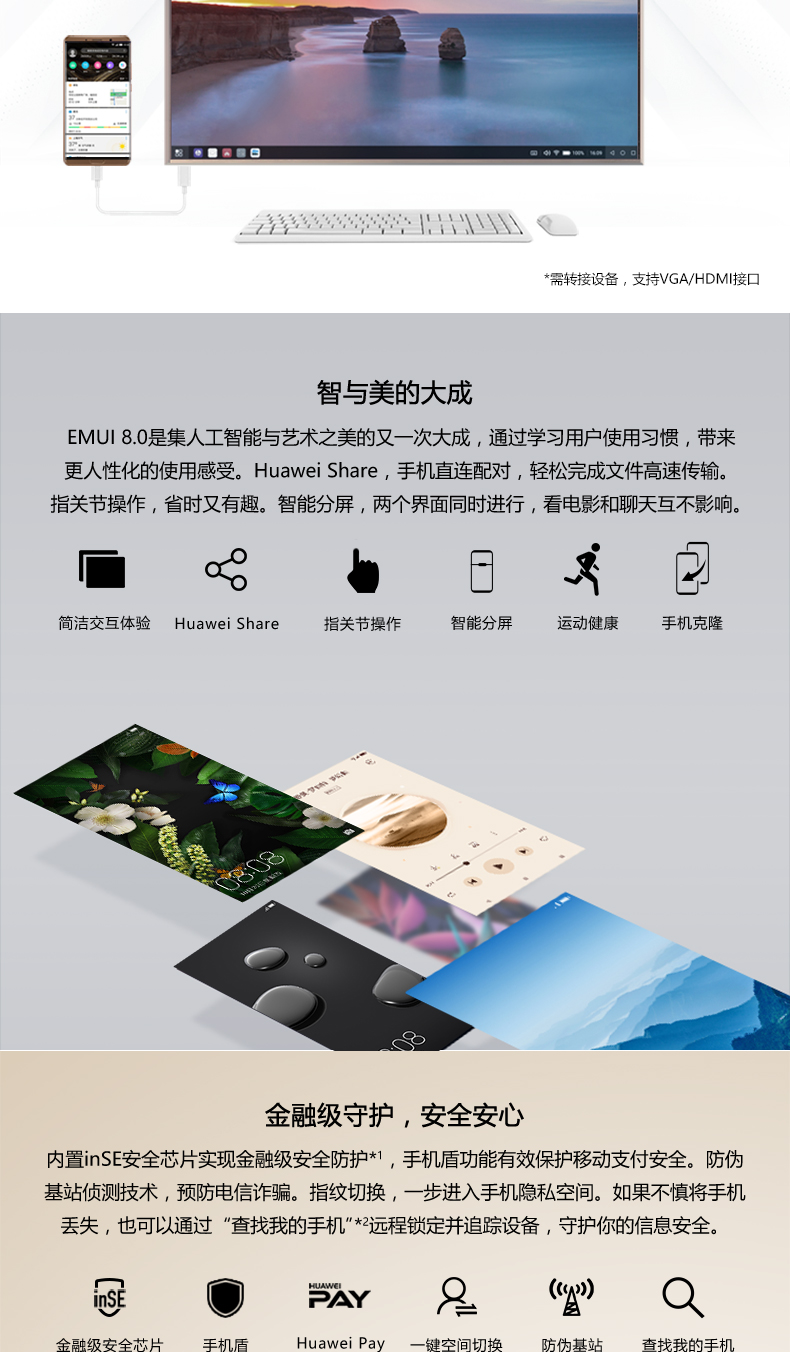 100% 16:09
*需转接设备，支持VGA/HDMI接口
智与美的大成
EMUI 8.0是集人工智能与艺术之美的又一次大成，通过学习用户使用习惯，带来
更人性化的使用感受。Huawei Share，手机直连配对，轻松完成文件高速传输。
指关节操作，省时又有趣。智能分屏，两个界面同时进行，看电影和聊天互不影响。
简洁交互体验 Huawei Share 指关节操作 智能分屏 运动健康 手机克隆
08:08
08
金融级守护，安全安心
内置inSE安全芯片实现金融级安全防护*1，手机盾功能有效保护移动支付安全。防伪
基站侦测技术，预防电信诈骗。指纹切换，一步进入手机隐私空间。如果不慎将手机
丢失，也可以通过“查找我的手机”*2远程锁定并追踪设备，守护你的信息安全。
inSE HUAWEI PAY
金融级安全芯片 手机盾 Huawei Pay 一键空间切换 防伪基站 查找我的手机